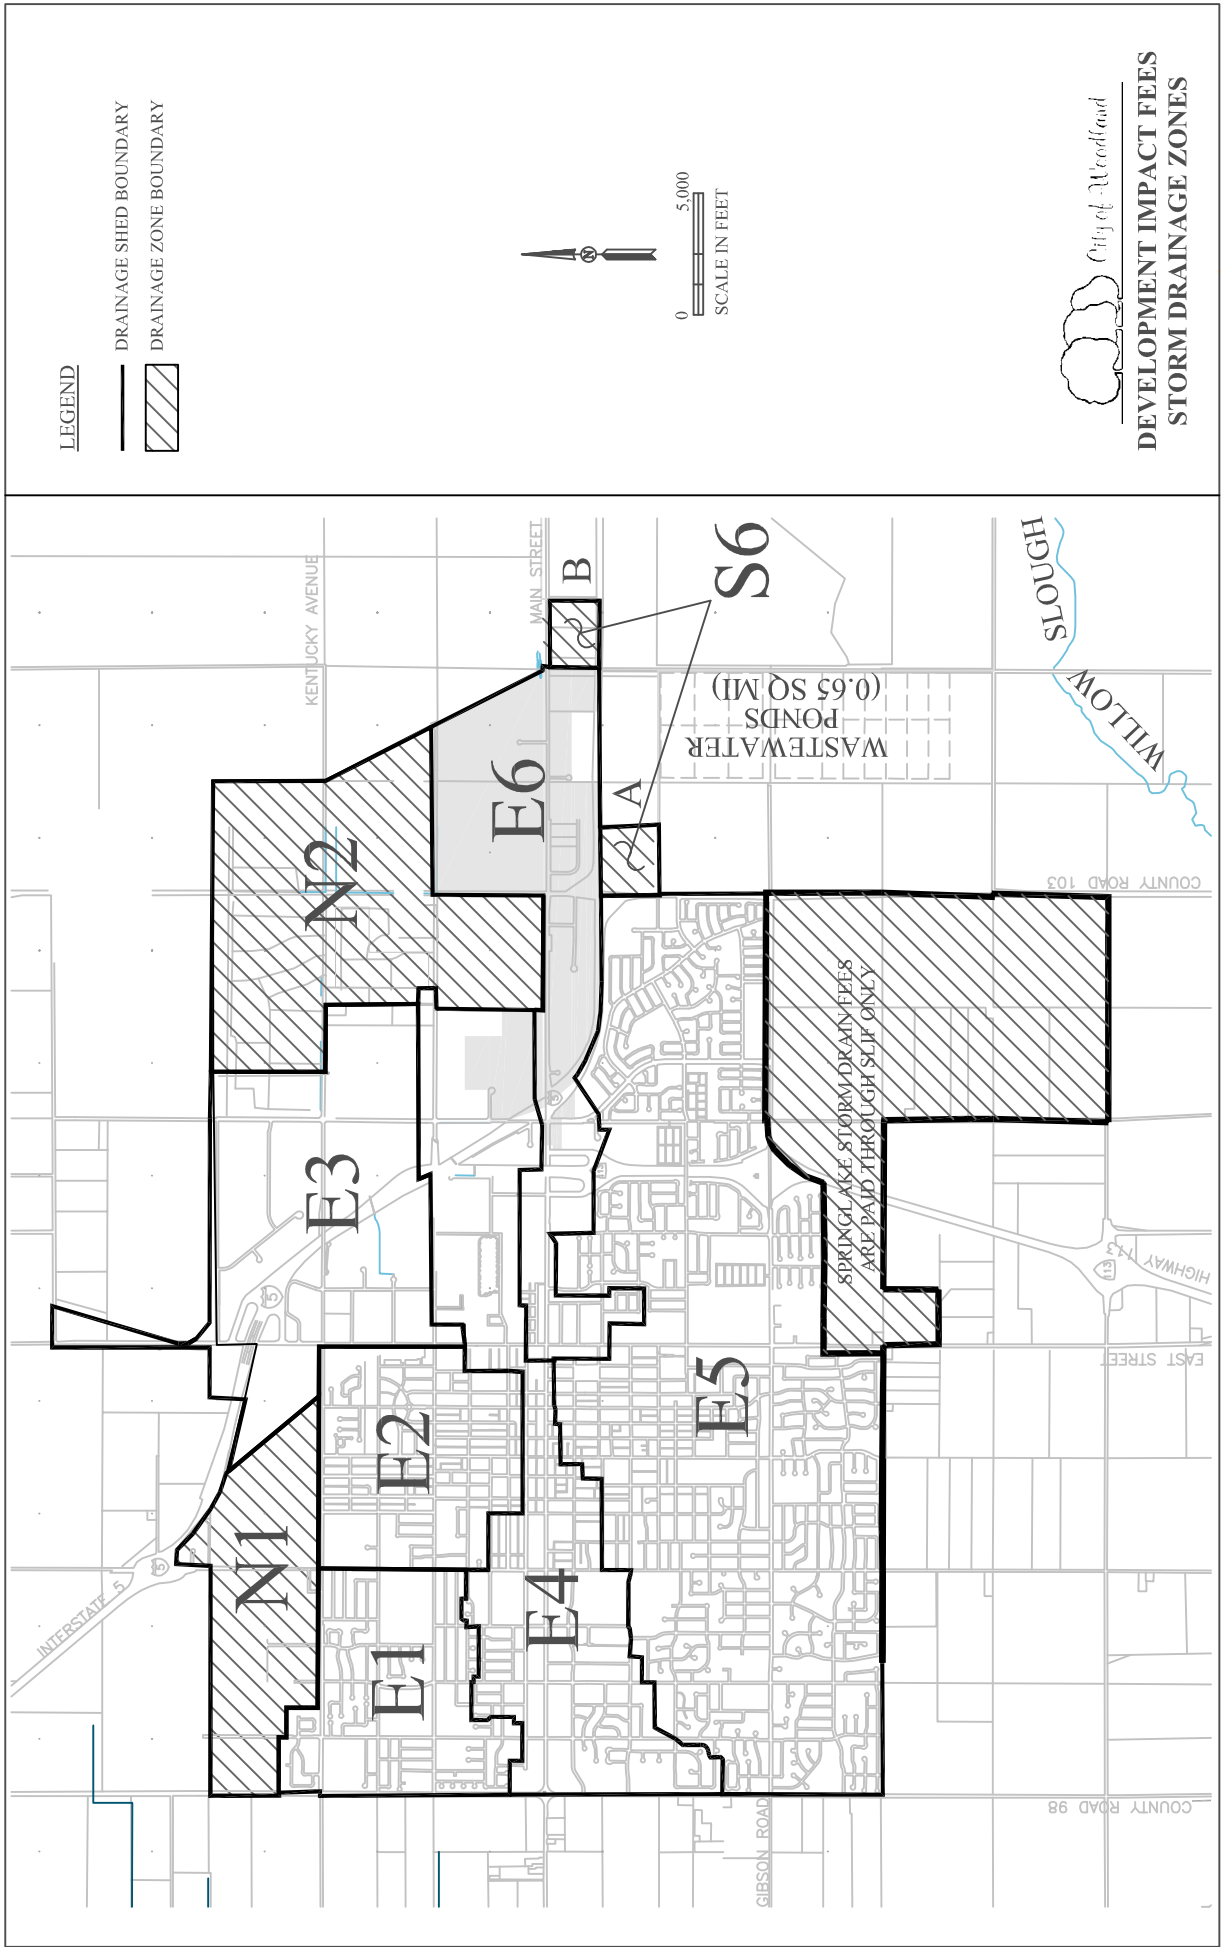 LEGEND
DRAINAGE SHED BOUNDARY
DRAINAGE ZONE BOUNDARY
N
0 5,000
SCALE IN FEET
City of Woodland
DEVELOPMENT IMPACT FEES
STORM DRAINAGE ZONES
KENTUCKY AVENUE
MAIN STREET
B
S6
SLOUGH
WILLOW
WASTEWATER
PONDS
(0.65 SQ MI)
A
E6
N2
COUNTY ROAD 103
SPRINGLAKE STORM DRAIN FEES
ARE PAID THROUGH SLIF ONLY
5
E3
5
113
HIGHWAY 113
EAST STREET
E2
E5
N1
5
INTERSTATE 5
E1
E4
GIBSON ROAD
COUNTY ROAD 98